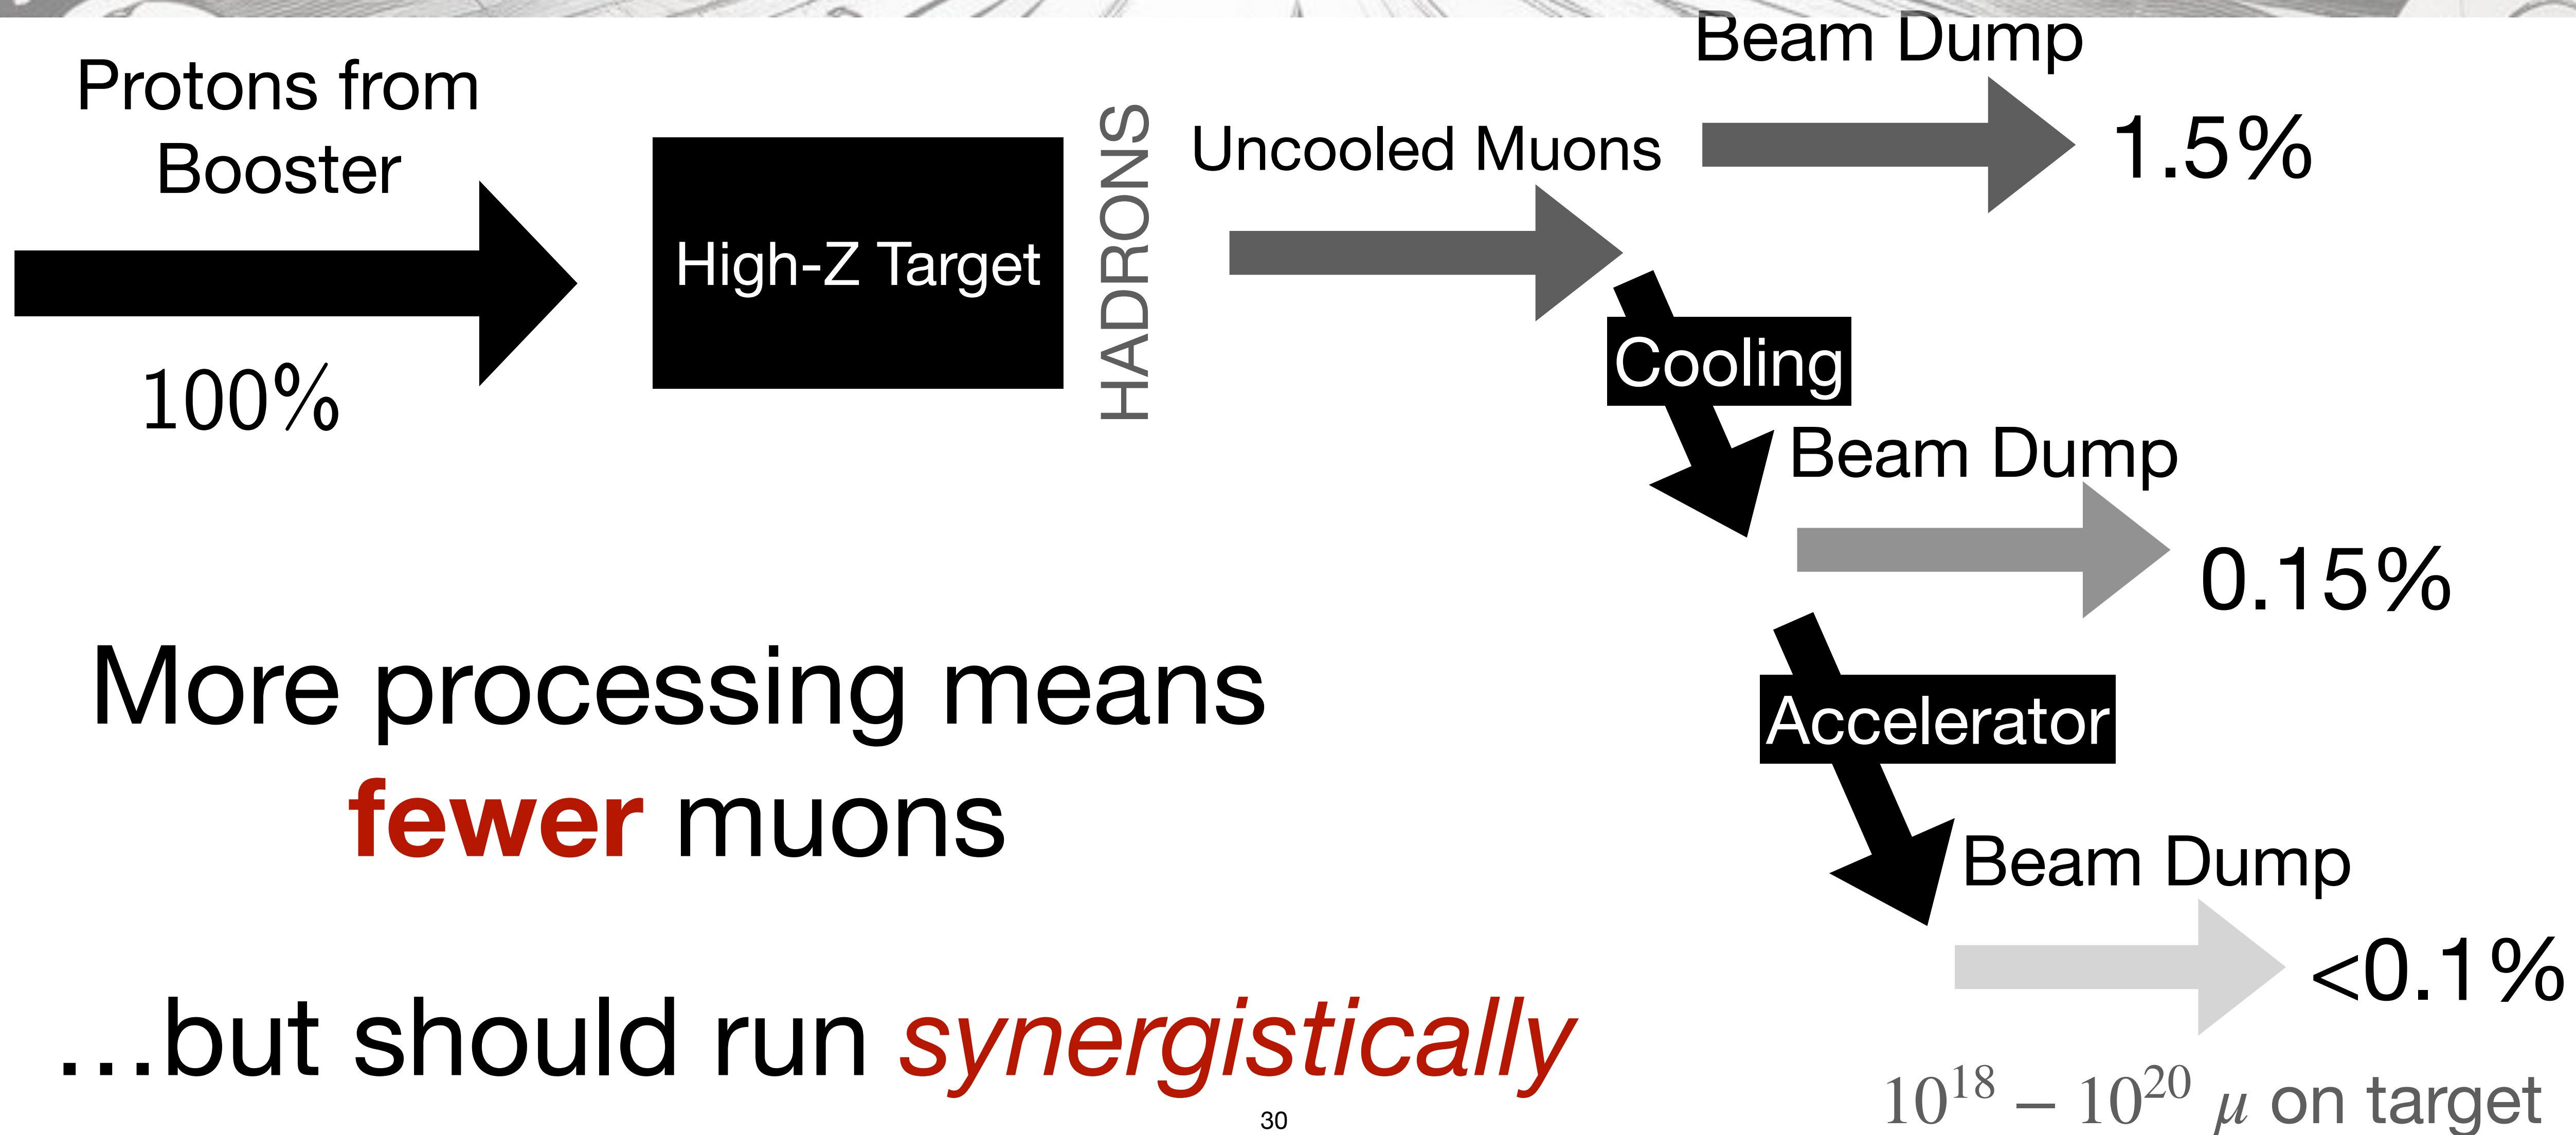 Protons from
Booster
100%
High-Z Target
HADRONS
Uncooled Muons
Beam Dump
1.5%
Cooling
Beam Dump
0.15%
Accelerator
Beam Dump
<0.1%
10^18 – 10^20 μ on target
More processing means
fewer muons
…but should run synergistically
30